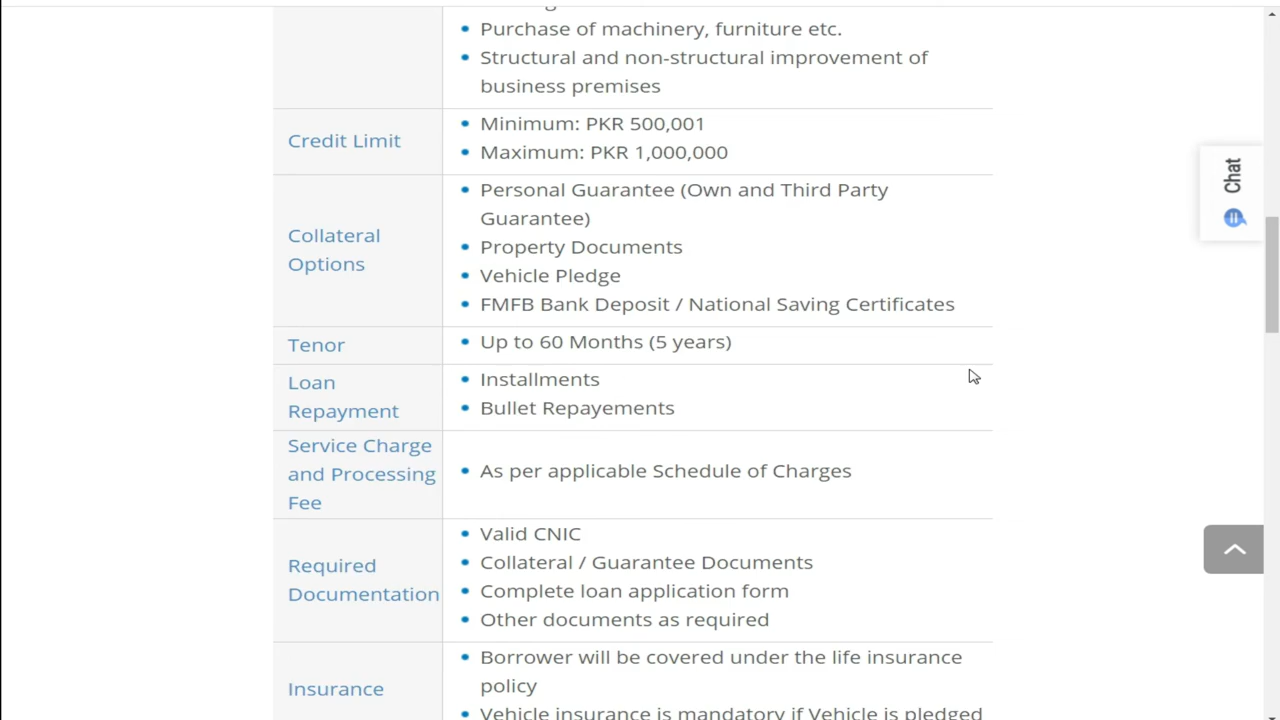 Purchase of machinery, furniture etc.
Structural and non-structural improvement of
business premises
Credit Limit
Minimum: PKR 500,001
Maximum: PKR 1,000,000
Collateral
Options
Personal Guarantee (Own and Third Party
Guarantee)
Property Documents
Vehicle Pledge
FMFB Bank Deposit / National Saving Certificates
Tenor
Up to 60 Months (5 years)
Loan
Repayment
Installments
Bullet Repayements
Service Charge
and Processing
Fee
As per applicable Schedule of Charges
Required
Documentation
Valid CNIC
Collateral / Guarantee Documents
Complete loan application form
Other documents as required
Insurance
Borrower will be covered under the life insurance
policy
Vehicle insurance is mandatory if Vehicle is pledged
Chat